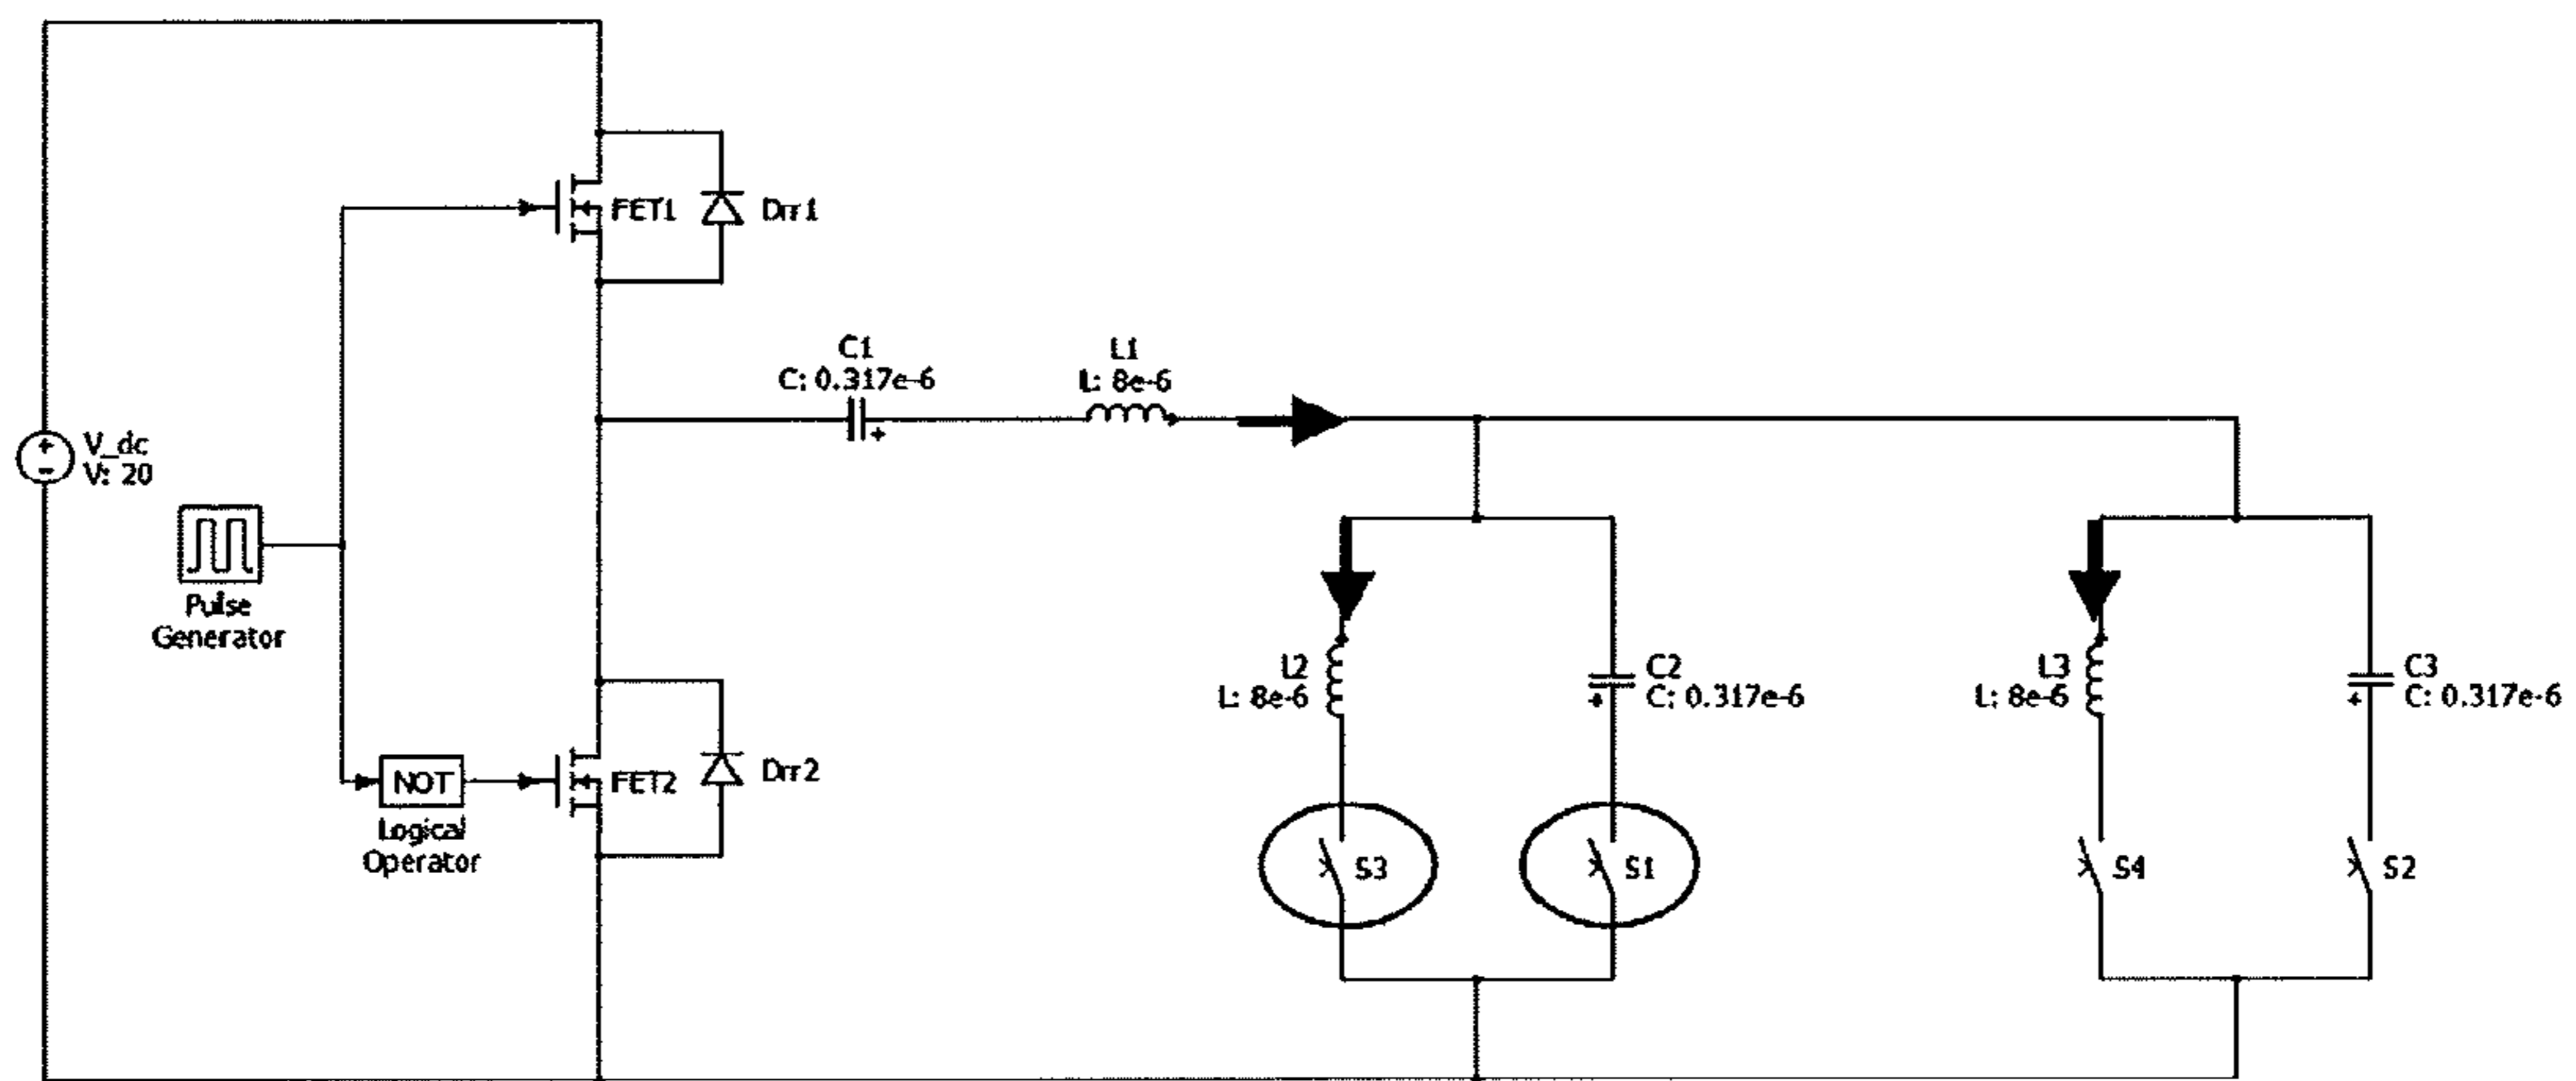 FET1
Drr1
C1
C: 0.317e-6
L1
L: 8e-6
V_dc
V: 20
Pulse
Generator
L2
L: 8e-6
C2
C: 0.317e-6
L3
L: 8e-6
C3
C: 0.317e-6
NOT
Logical
Operator
FET2
Drr2
S3
S1
S4
S2